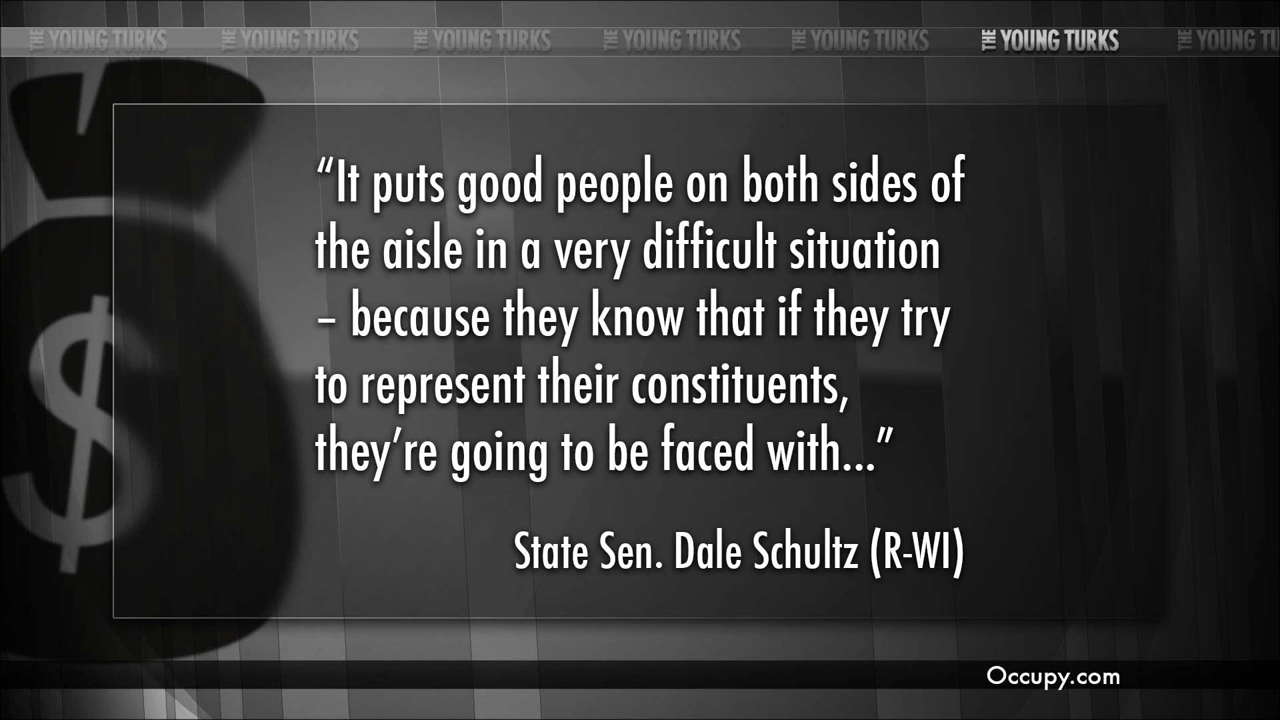 THE YOUNG TURKS THE YOUNG TURKS THE YOUNG TURKS THE YOUNG TURKS THE YOUNG TURKS THE YOUNG TURKS THE YOUNG TU
“It puts good people on both sides of
the aisle in a very difficult situation
– because they know that if they try
to represent their constituents,
they’re going to be faced with...”
State Sen. Dale Schultz (R-WI)
$
Occupy.com